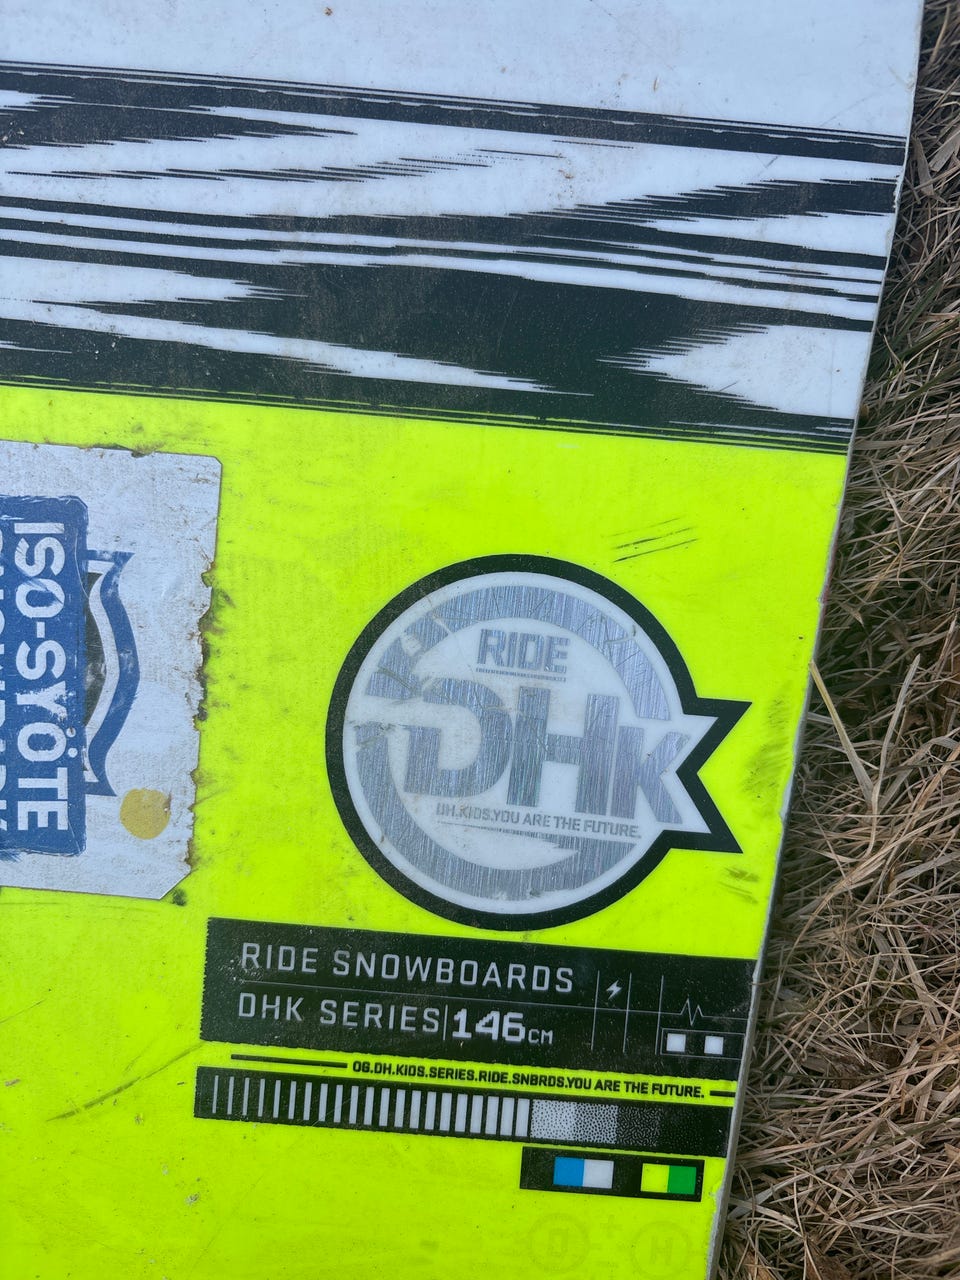 ISO-SYÖTE
RIDE
DHK
DH.KIDS.YOU ARE THE FUTURE.
RIDE SNOWBOARDS
DHK SERIES|146CM
OG.DH.KIDS.SERIES.RIDE.SNBRDS.YOU ARE THE FUTURE.
D + H